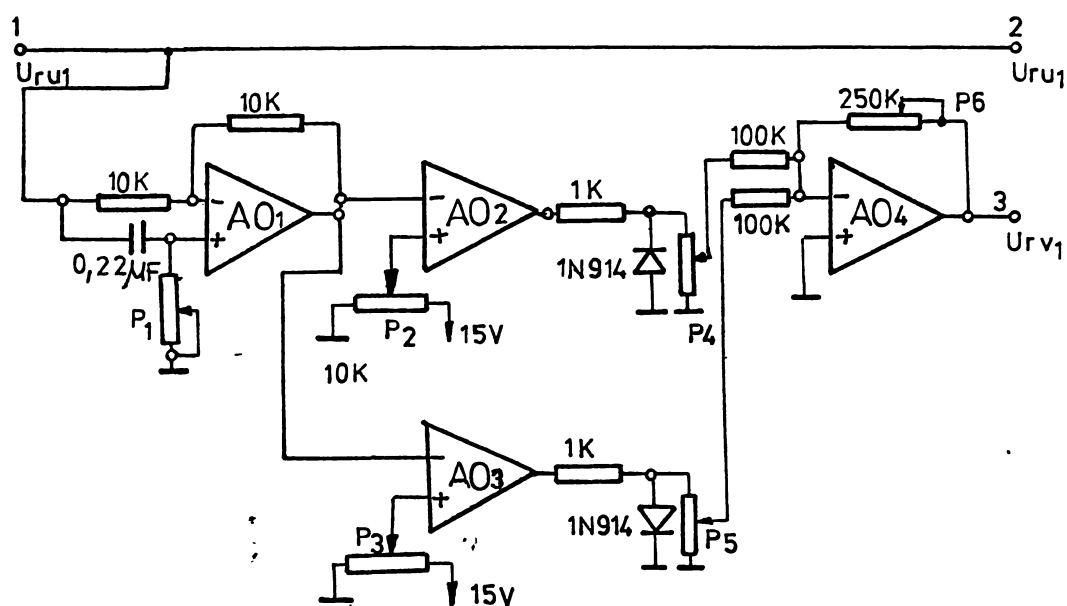 1
2
Uru1
Uru1
10K
250K
P6
100K
10K
1K
AO1
AO2
AO4
100K
3
Urv1
0,22µF
1N914
P1
P2
15V
P4
10K
1K
AO3
1N914
P3
P5
15V